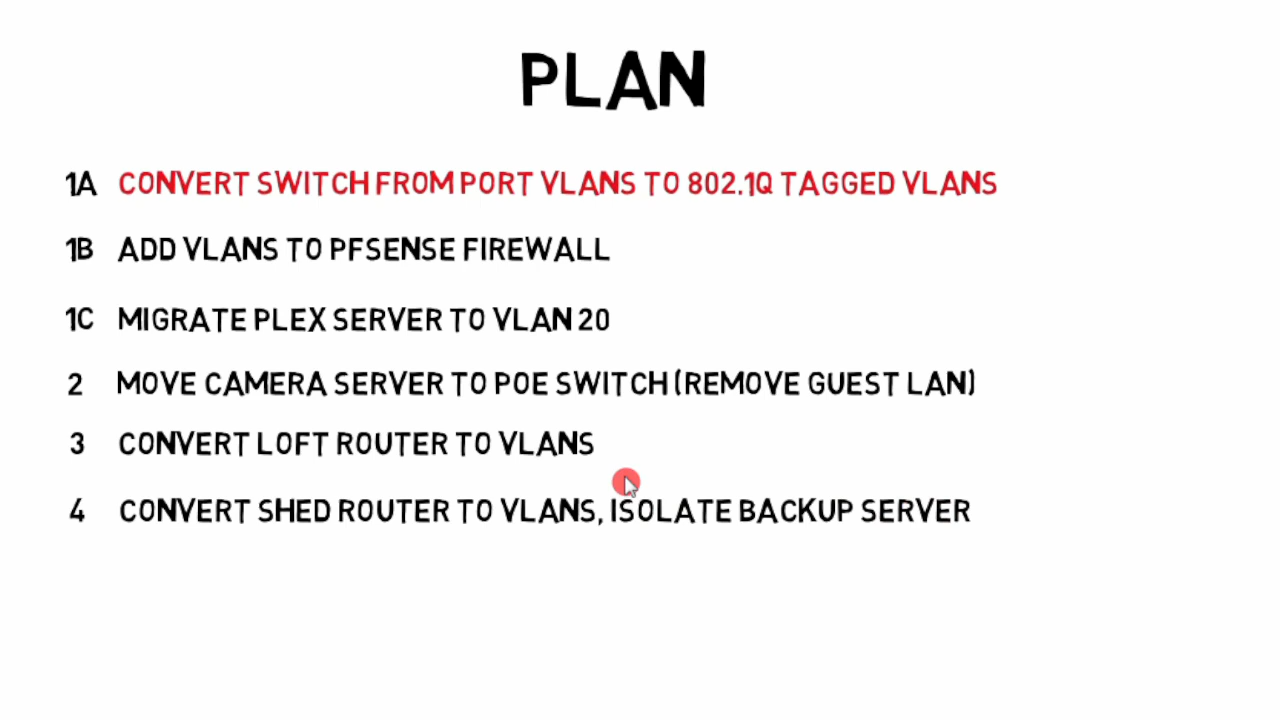 PLAN
1A CONVERT SWITCH FROM PORT VLANS TO 802.1Q TAGGED VLANS
1B ADD VLANS TO PFSENSE FIREWALL
1C MIGRATE PLEX SERVER TO VLAN 20
2 MOVE CAMERA SERVER TO POE SWITCH (REMOVE GUEST LAN)
3 CONVERT LOFT ROUTER TO VLANS
4 CONVERT SHED ROUTER TO VLANS, ISOLATE BACKUP SERVER